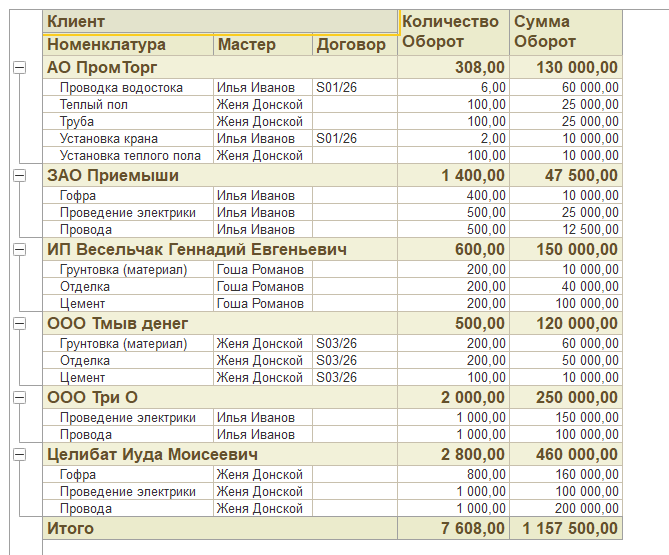 Клиент Количество Оборот Сумма Оборот
Номенклатура Мастер Договор
АО ПромТорг 308,00 130 000,00
Проводка водостока Илья Иванов S01/26 6,00 60 000,00
Теплый пол Женя Донской 100,00 25 000,00
Труба Женя Донской 100,00 25 000,00
Установка крана Илья Иванов S01/26 2,00 10 000,00
Установка теплого пола Женя Донской 100,00 10 000,00
ЗАО Приемыши 1 400,00 47 500,00
Гофра Илья Иванов 400,00 10 000,00
Проведение электрики Илья Иванов 500,00 25 000,00
Провода Илья Иванов 500,00 12 500,00
ИП Весельчак Геннадий Евгеньевич 600,00 150 000,00
Грунтовка (материал) Гоша Романов 200,00 10 000,00
Отделка Гоша Романов 200,00 40 000,00
Цемент Гоша Романов 200,00 100 000,00
ООО Тмыв денег 500,00 120 000,00
Грунтовка (материал) Женя Донской S03/26 200,00 60 000,00
Отделка Женя Донской S03/26 200,00 50 000,00
Цемент Женя Донской S03/26 100,00 10 000,00
ООО Три О 2 000,00 250 000,00
Проведение электрики Илья Иванов 1 000,00 150 000,00
Провода Илья Иванов 1 000,00 100 000,00
Целибат Иуда Моисеевич 2 800,00 460 000,00
Гофра Женя Донской 800,00 160 000,00
Проведение электрики Женя Донской 1 000,00 100 000,00
Провода Женя Донской 1 000,00 200 000,00
Итого 7 608,00 1 157 500,00